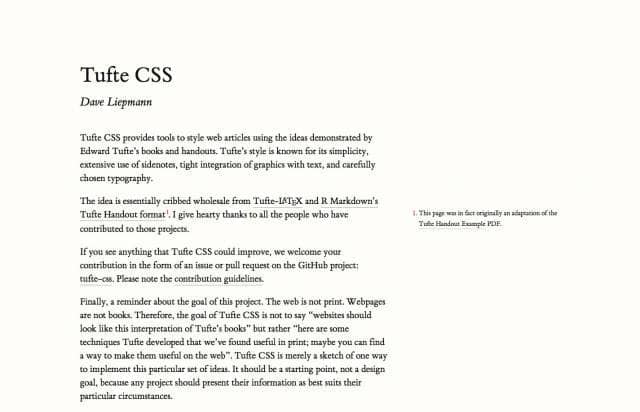 Tufte CSS
Dave Liepmann
Tufte CSS provides tools to style web articles using the ideas demonstrated by
Edward Tufte’s books and handouts. Tufte’s style is known for its simplicity,
extensive use of sidenotes, tight integration of graphics with text, and carefully
chosen typography.
The idea is essentially cribbed wholesale from Tufte-LATEX and R Markdown’s
Tufte Handout format1. I give hearty thanks to all the people who have
contributed to those projects.
1. This page was in fact originally an adaptation of the
Tufte Handout Example PDF.
If you see anything that Tufte CSS could improve, we welcome your
contribution in the form of an issue or pull request on the GitHub project:
tufte-css. Please note the contribution guidelines.
Finally, a reminder about the goal of this project. The web is not print. Webpages
are not books. Therefore, the goal of Tufte CSS is not to say “websites should
look like this interpretation of Tufte’s books” but rather “here are some
techniques Tufte developed that we’ve found useful in print; maybe you can find
a way to make them useful on the web”. Tufte CSS is merely a sketch of one way
to implement this particular set of ideas. It should be a starting point, not a design
goal, because any project should present their information as best suits their
particular circumstances.